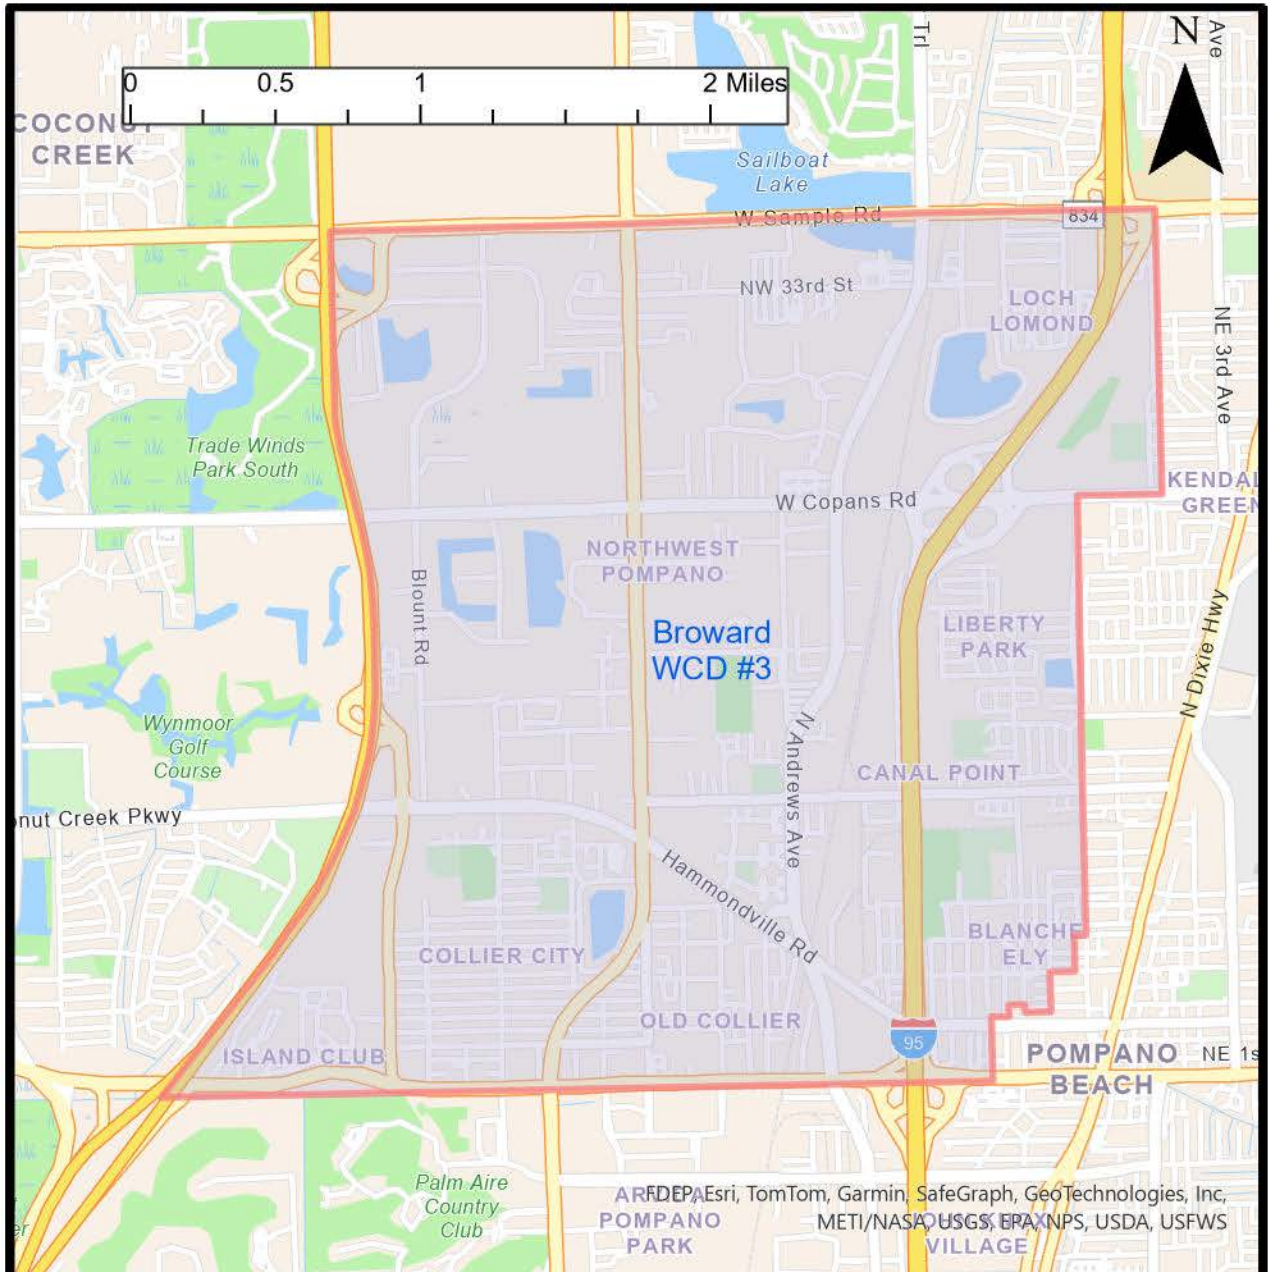 0 0.5 1 2 Miles
N
Trl
Ave
COCONUT
CREEK
Sailboat
Lake
W Sample Rd
834
NW 33rd St
LOCH
LOMOND
NE 3rd Ave
Trade Winds
Park South
W Copans Rd
KENDAL
GREEN
NORTHWEST
POMPANO
Blount Rd
Broward
WCD #3
LIBERTY
PARK
N Dixie Hwy
Wynmoor
Golf
Course
N Andrews Ave
CANAL POINT
onut Creek Pkwy
Hammondville Rd
BLANCHE
ELY
COLLIER CITY
OLD COLLIER
95
ISLAND CLUB
POMPANO
BEACH
NE 1s
Palm Aire
Country
Club
POMPANO
PARK
VILLAGE
FDEP, Esri, TomTom, Garmin, SafeGraph, GeoTechnologies, Inc,
METI/NASA, USGS, EPA, NPS, USDA, USFWS